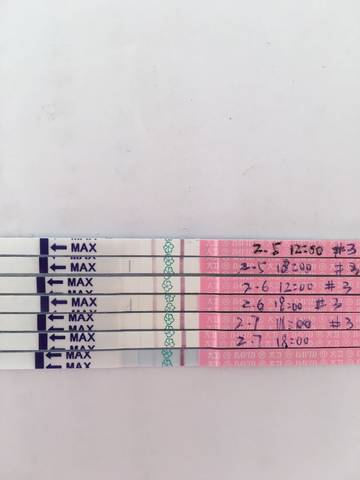 MAX 2.5 12:00 #3
MAX 2.5 18:00 #3
MAX 2.6 12:00 #3
MAX 2.6 18:00 #3
MAX 2.7 11:00 #3
MAX 2.7 18:00
MAX